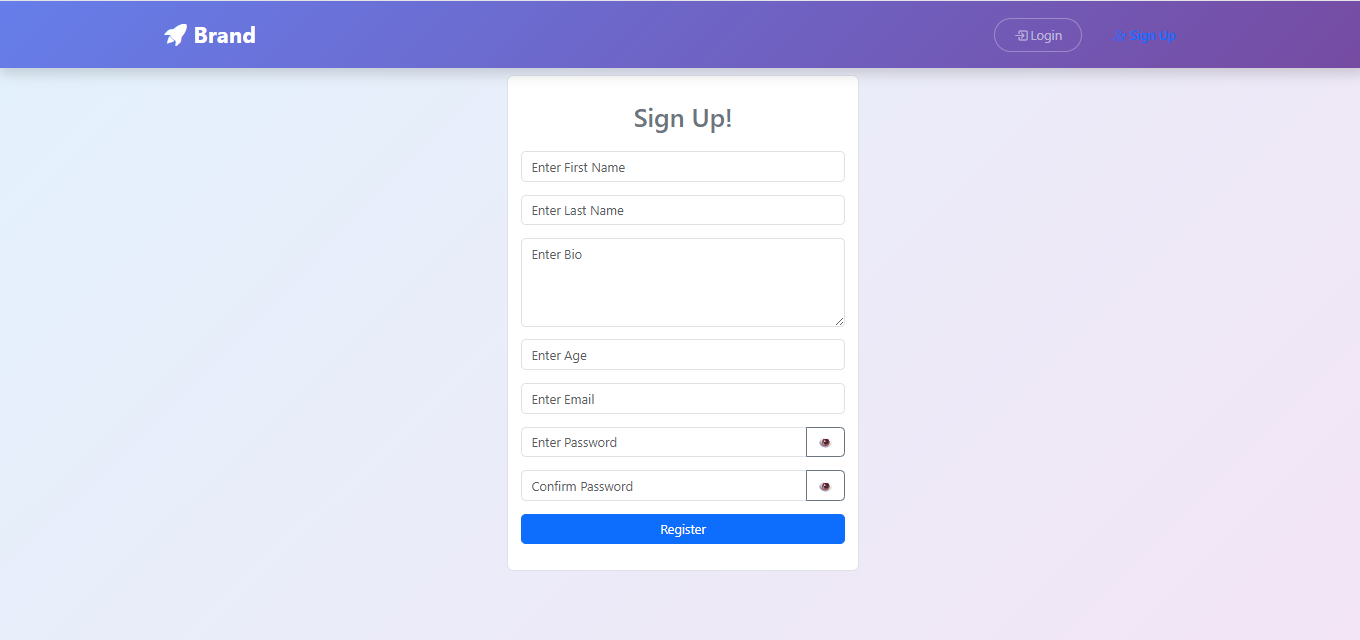 Brand
Login
Sign Up
Sign Up!
Enter First Name
Enter Last Name
Enter Bio
Enter Age
Enter Email
Enter Password
Confirm Password
Register